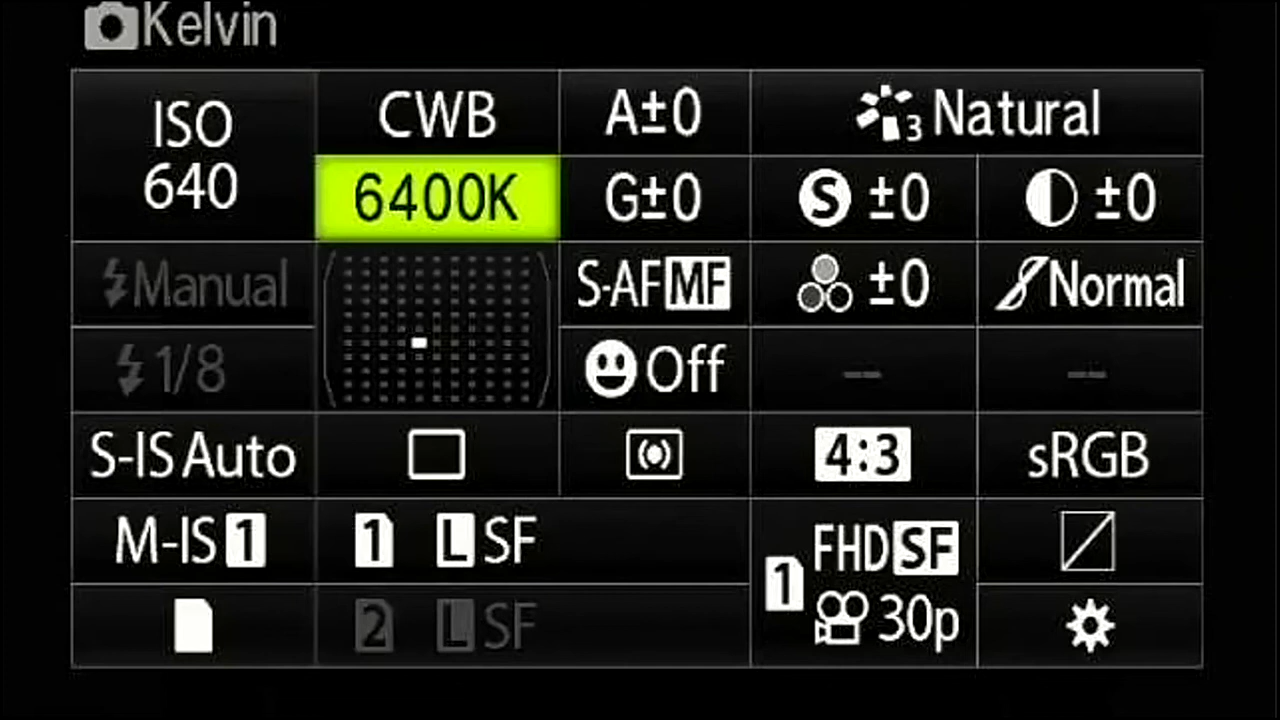 Kelvin
ISO 640
CWB
A±0
3 Natural
6400K
G±0
S ±0
±0
Manual
S-AF MF
±0
Normal
1/8
Off
--
--
S-IS Auto
4:3
sRGB
M-IS 1
1 L SF
1 FHD SF
30p
2 L SF